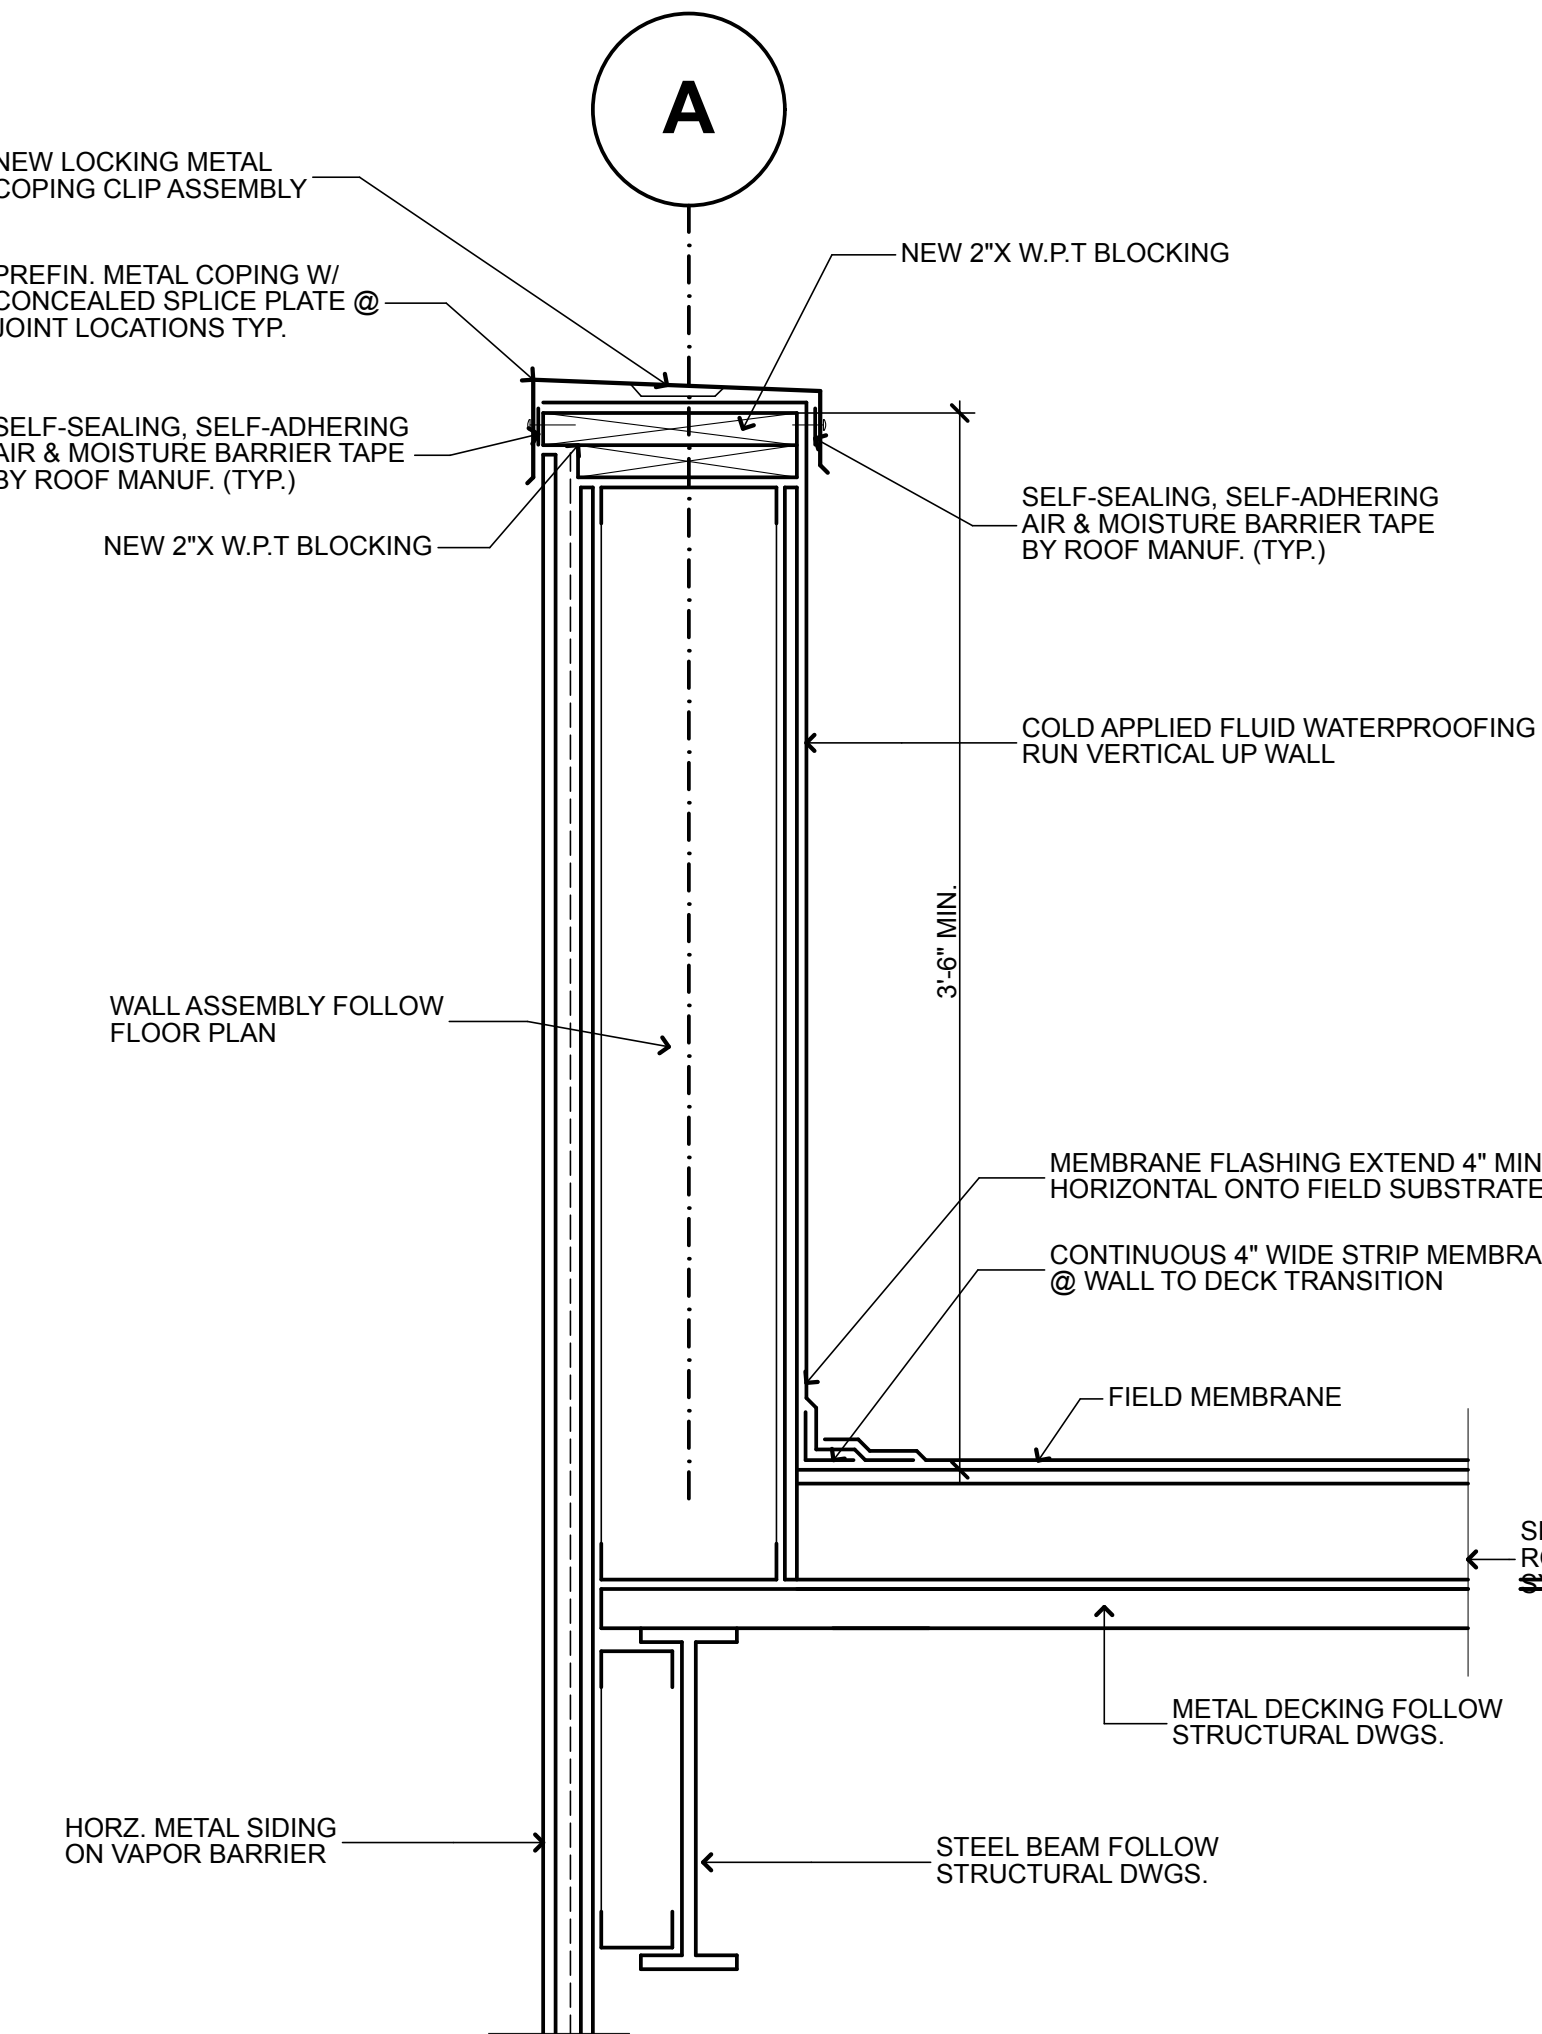 A
NEW LOCKING METAL
COPING CLIP ASSEMBLY
NEW 2"X W.P.T BLOCKING
PREFIN. METAL COPING W/
CONCEALED SPLICE PLATE @
JOINT LOCATIONS TYP.
SELF-SEALING, SELF-ADHERING
AIR & MOISTURE BARRIER TAPE
BY ROOF MANUF. (TYP.)
SELF-SEALING, SELF-ADHERING
AIR & MOISTURE BARRIER TAPE
BY ROOF MANUF. (TYP.)
NEW 2"X W.P.T BLOCKING
COLD APPLIED FLUID WATERPROOFING
RUN VERTICAL UP WALL
3'-6" MIN.
WALL ASSEMBLY FOLLOW
FLOOR PLAN
MEMBRANE FLASHING EXTEND 4" MIN
HORIZONTAL ONTO FIELD SUBSTRATE
CONTINUOUS 4" WIDE STRIP MEMBRA
@ WALL TO DECK TRANSITION
FIELD MEMBRANE
METAL DECKING FOLLOW
STRUCTURAL DWGS.
HORZ. METAL SIDING
ON VAPOR BARRIER
STEEL BEAM FOLLOW
STRUCTURAL DWGS.